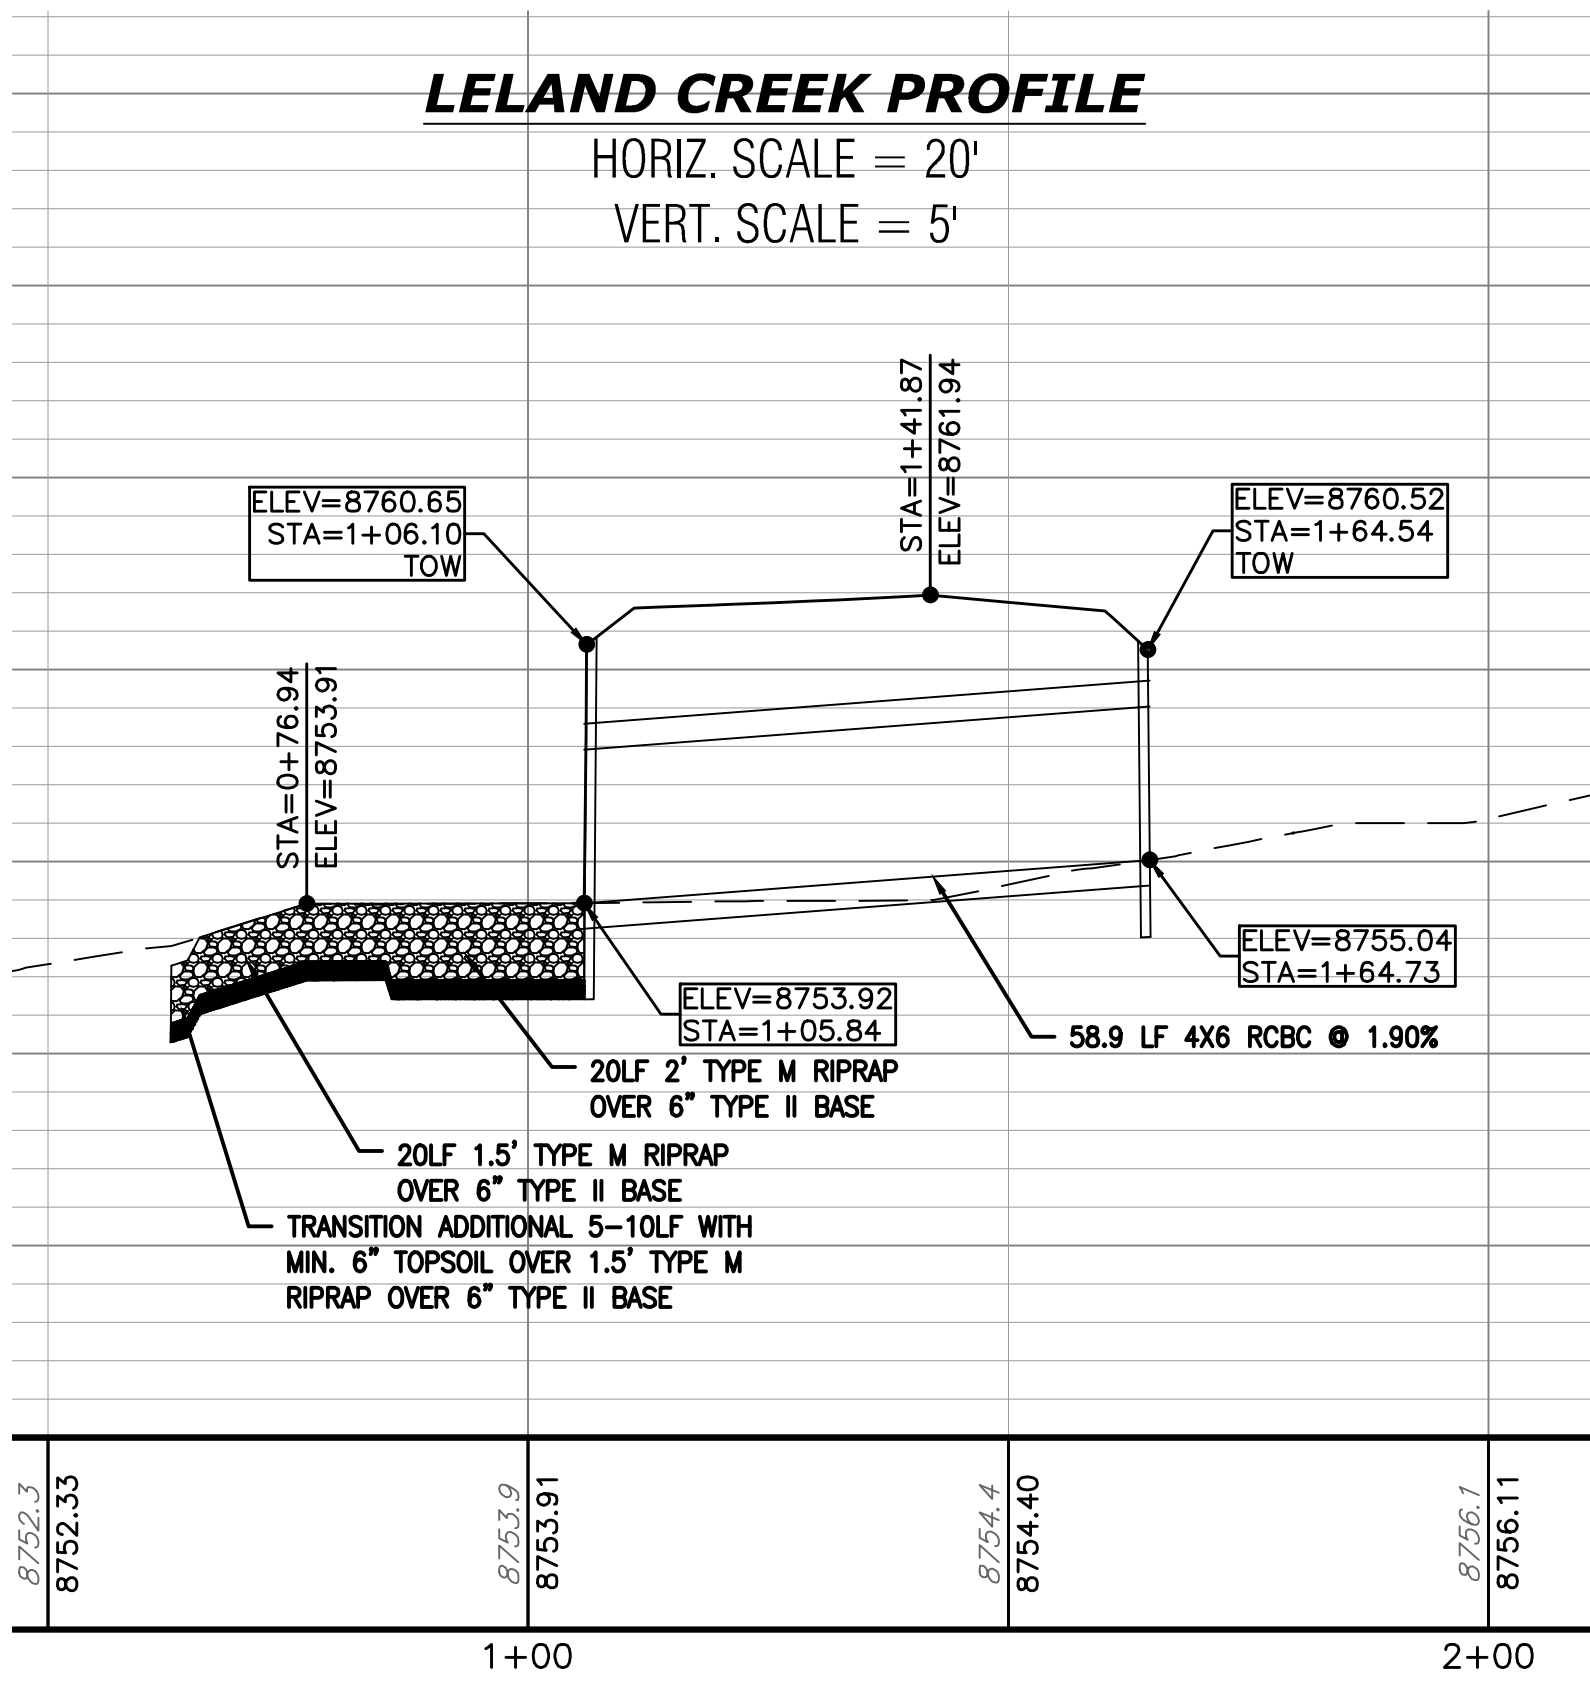 LELAND CREEK PROFILE
HORIZ. SCALE = 20'
VERT. SCALE = 5'
STA=1+41.87
ELEV=8761.94
ELEV=8760.65
STA=1+06.10
TOW
ELEV=8760.52
STA=1+64.54
TOW
STA=0+76.94
ELEV=8753.91
ELEV=8755.04
STA=1+64.73
ELEV=8753.92
STA=1+05.84
58.9 LF 4X6 RCBC @ 1.90%
20LF 2' TYPE M RIPRAP
OVER 6" TYPE II BASE
20LF 1.5' TYPE M RIPRAP
OVER 6" TYPE II BASE
TRANSITION ADDITIONAL 5-10LF WITH
MIN. 6" TOPSOIL OVER 1.5' TYPE M
RIPRAP OVER 6" TYPE II BASE
8752.3
8752.33
8753.9
8753.91
8754.4
8754.40
8756.1
8756.11
1+00
2+00